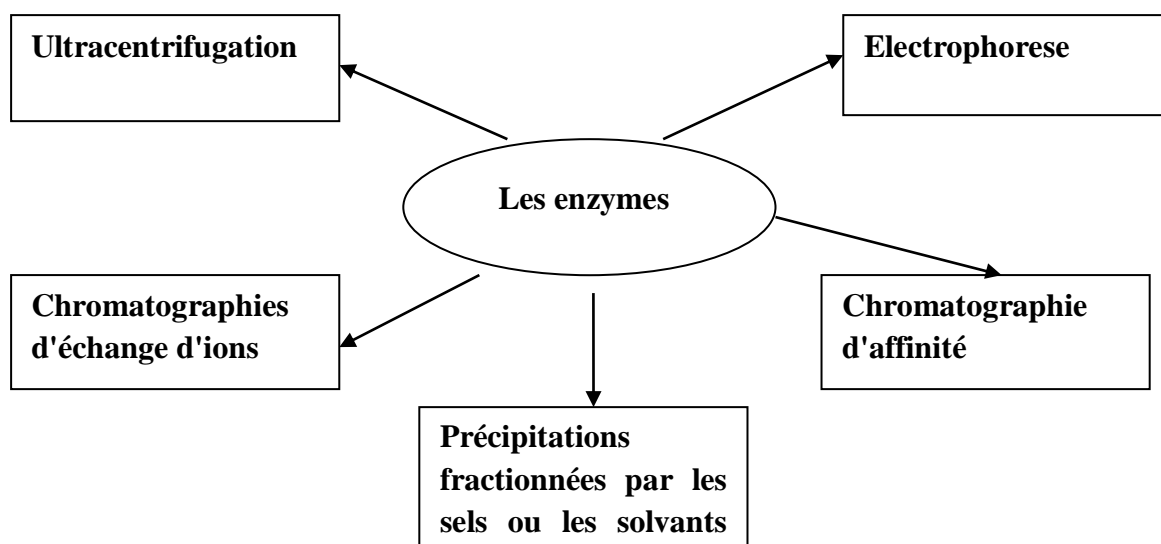 Ultracentrifugation
Electrophorese
Les enzymes
Chromatographies
d'échange d'ions
Chromatographie
d'affinité
Précipitations
fractionnées par les
sels ou les solvants